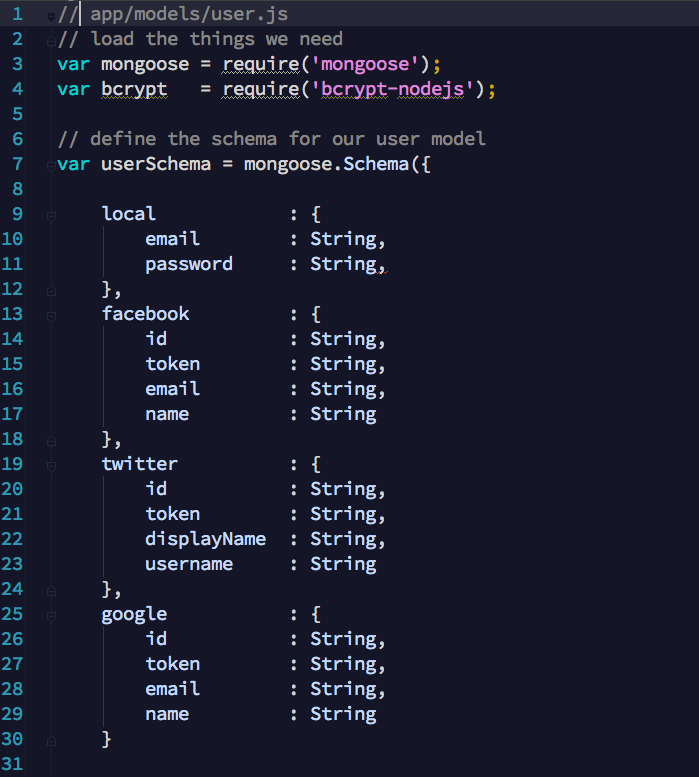 1 // app/models/user.js
2 // load the things we need
3 var mongoose = require('mongoose');
4 var bcrypt   = require('bcrypt-nodejs');
5
6 // define the schema for our user model
7 var userSchema = mongoose.Schema({
8
9     local            : {
10         email        : String,
11         password     : String,
12     },
13     facebook         : {
14         id           : String,
15         token        : String,
16         email        : String,
17         name         : String
18     },
19     twitter          : {
20         id           : String,
21         token        : String,
22         displayName  : String,
23         username     : String
24     },
25     google           : {
26         id           : String,
27         token        : String,
28         email        : String,
29         name         : String
30     }
31